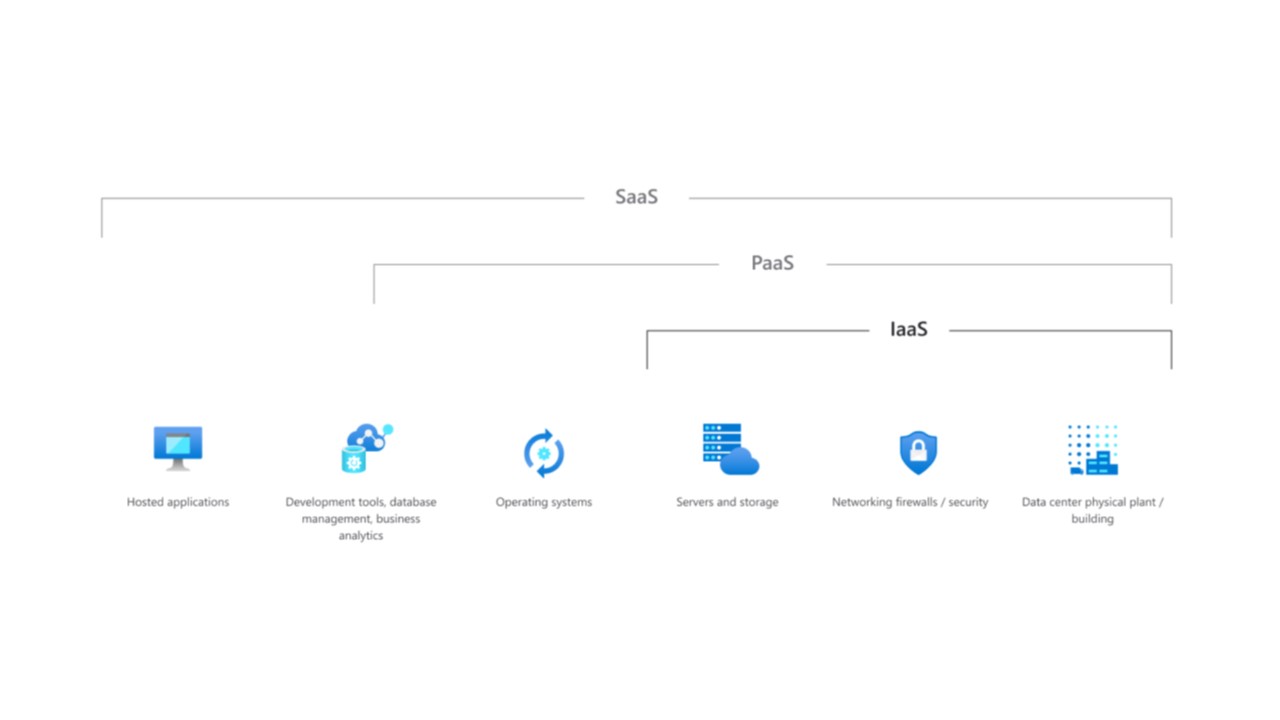 SaaS
PaaS
IaaS
Hosted applications
Development tools, database
management, business
analytics
Operating systems
Servers and storage
Networking firewalls / security
Data center physical plant /
building